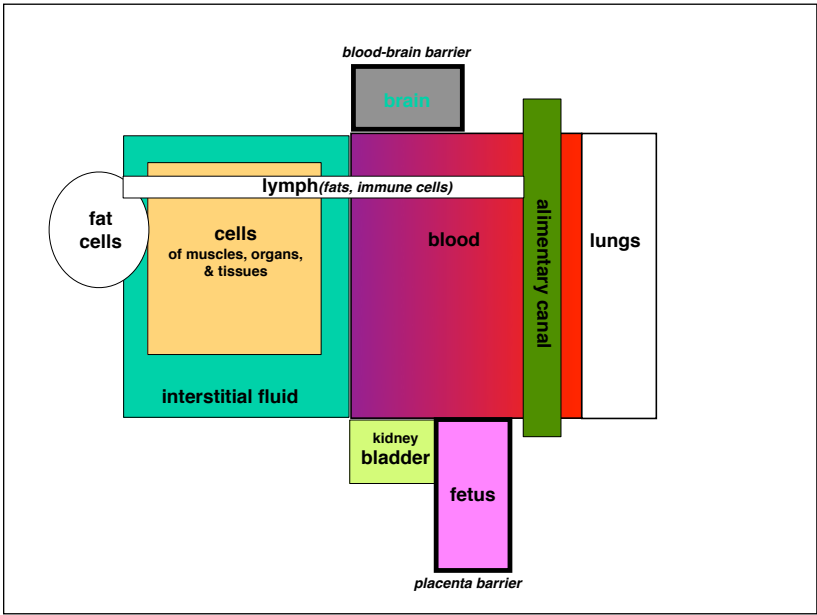 blood-brain barrier
brain
lymph(fats, immune cells)
fat
cells
cells
of muscles, organs,
& tissues
blood
alimentary canal
lungs
interstitial fluid
kidney
bladder
fetus
placenta barrier